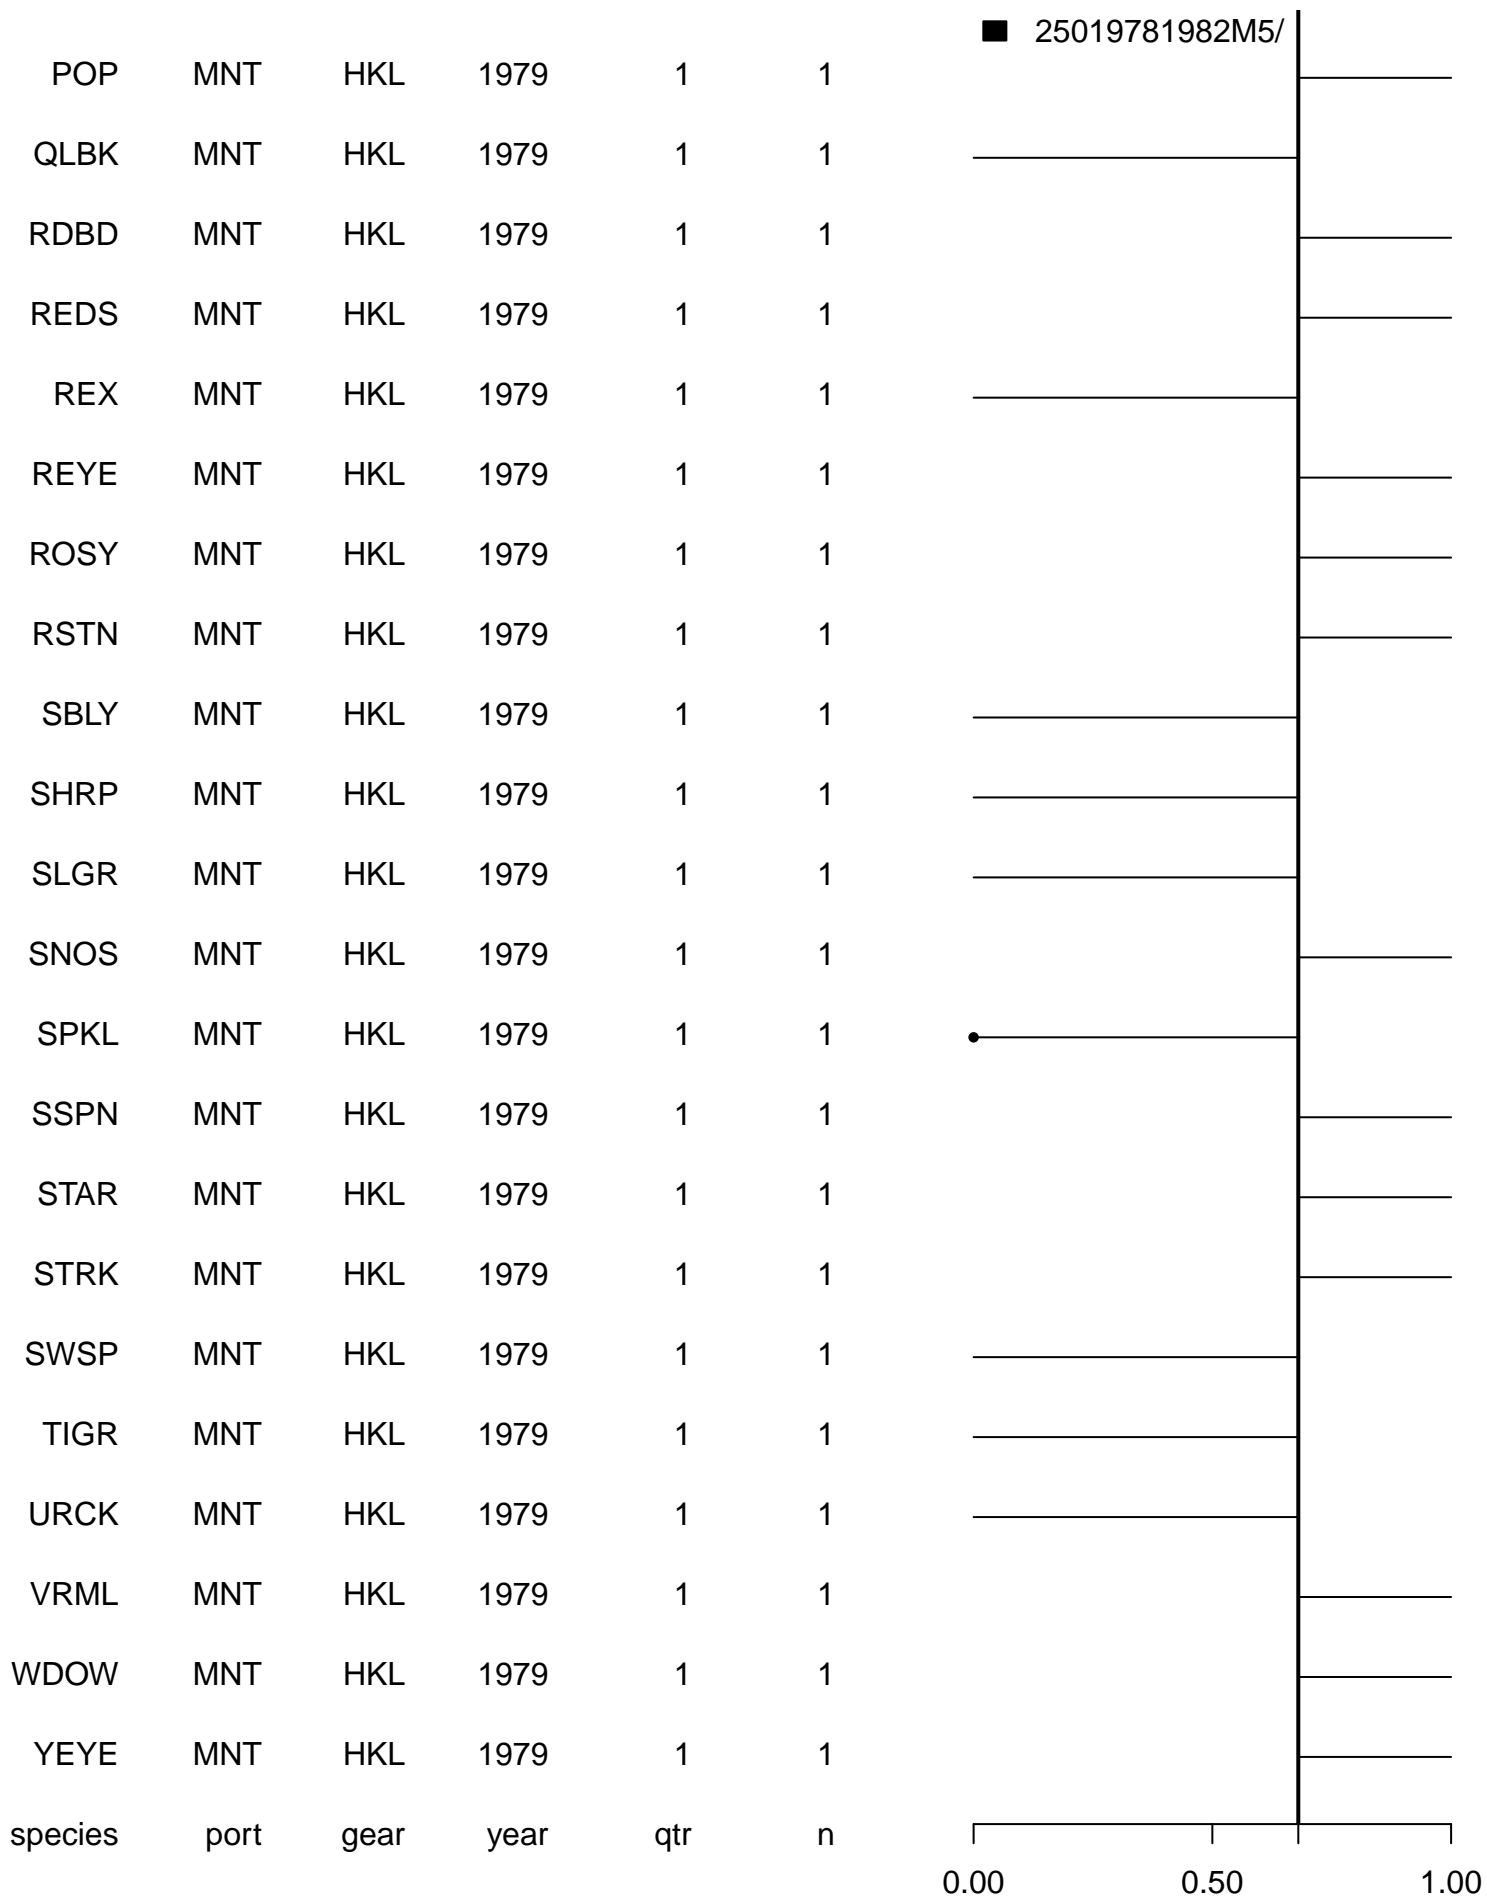 25019781982M5/
POP MNT HKL 1979 1 1
QLBK MNT HKL 1979 1 1
RDBD MNT HKL 1979 1 1
REDS MNT HKL 1979 1 1
REX MNT HKL 1979 1 1
REYE MNT HKL 1979 1 1
ROSY MNT HKL 1979 1 1
RSTN MNT HKL 1979 1 1
SBLY MNT HKL 1979 1 1
SHRP MNT HKL 1979 1 1
SLGR MNT HKL 1979 1 1
SNOS MNT HKL 1979 1 1
SPKL MNT HKL 1979 1 1
SSPN MNT HKL 1979 1 1
STAR MNT HKL 1979 1 1
STRK MNT HKL 1979 1 1
SWSP MNT HKL 1979 1 1
TIGR MNT HKL 1979 1 1
URCK MNT HKL 1979 1 1
VRML MNT HKL 1979 1 1
WDOW MNT HKL 1979 1 1
YEYE MNT HKL 1979 1 1
species port gear year qtr n
0.00 0.50 1.00